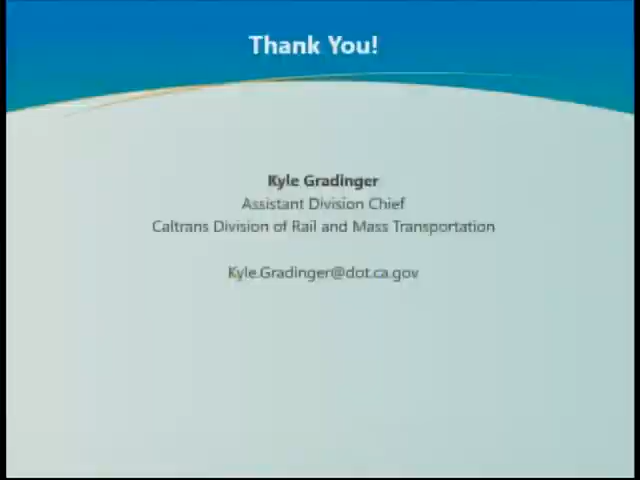 Thank You!
Kyle Gradinger
Assistant Division Chief
Caltrans Division of Rail and Mass Transportation
Kyle.Gradinger@dot.ca.gov